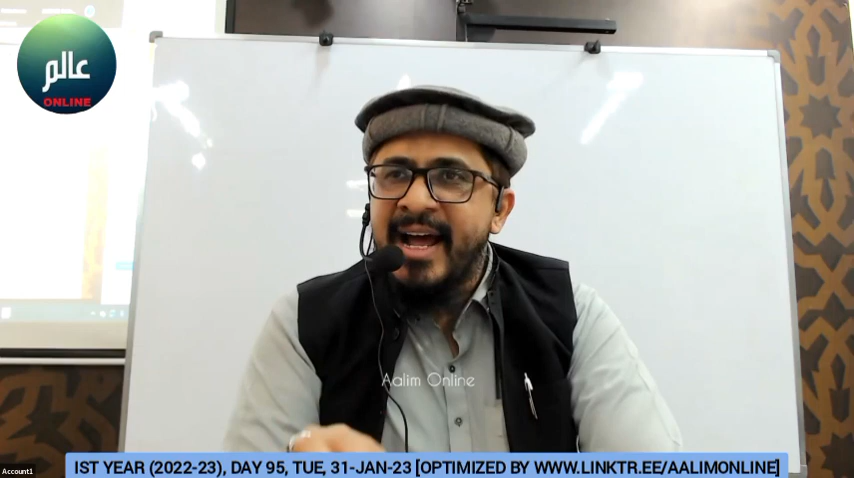 عالم
ONLINE
Aalim Online
Account1
IST YEAR (2022-23), DAY 95, TUE, 31-JAN-23 [OPTIMIZED BY WWW.LINKTR.EE/AALIMONLINE]